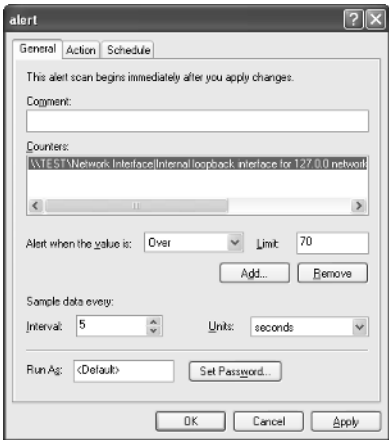 alert
General Action Schedule
This alert scan begins immediately after you apply changes.
Comment:
Counters:
\\TEST\Network Interface(Internal loopback interface for 127.0.0 network
Alert when the value is: Over Limit: 70
Add... Remove
Sample data every:
Interval: 5 Units: seconds
Run As: <Default> Set Password...
OK Cancel Apply